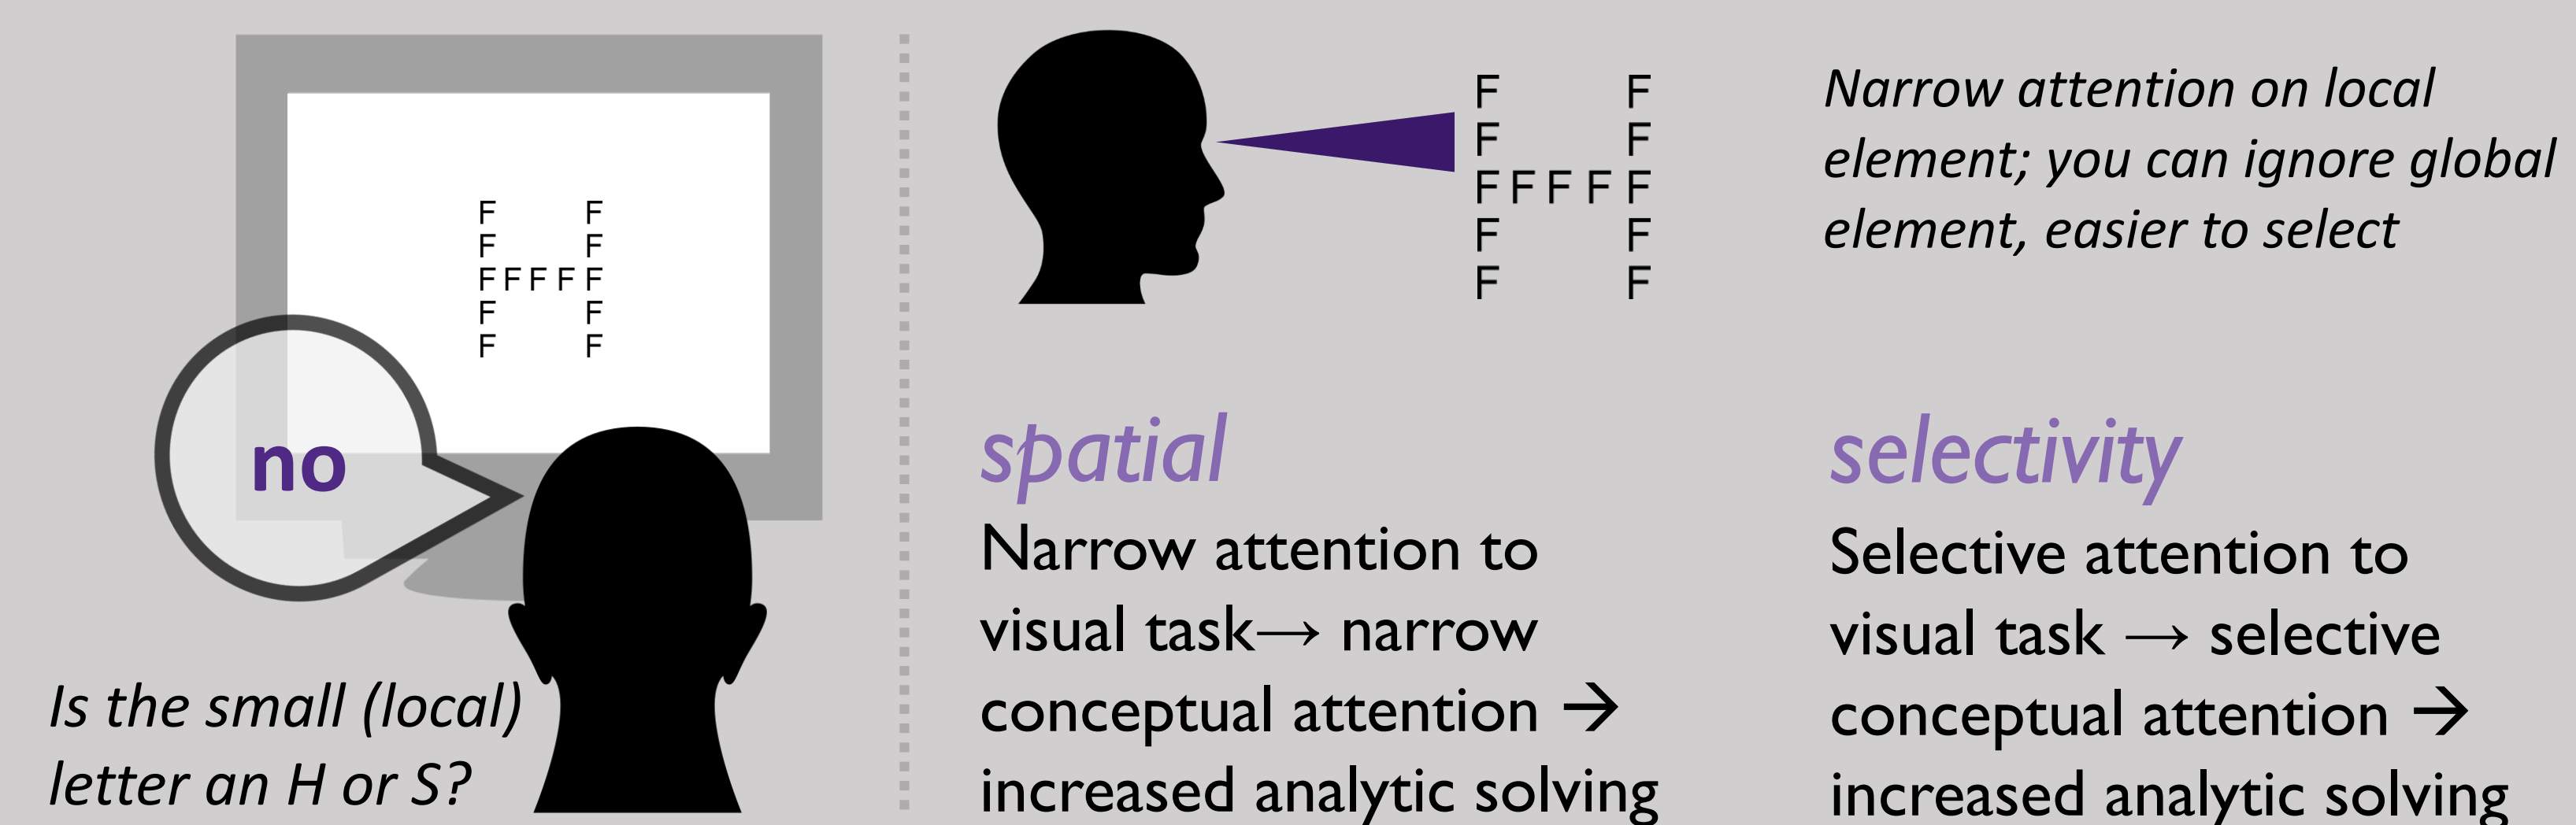 F F
F F
F F F F F
F F
F F
no
Is the small (local)
letter an H or S?
F F
F F
F F F F F
F F
F F
Narrow attention on local
element; you can ignore global
element, easier to select
spatial
Narrow attention to
visual task→ narrow
conceptual attention →
increased analytic solving
selectivity
Selective attention to
visual task → selective
conceptual attention →
increased analytic solving